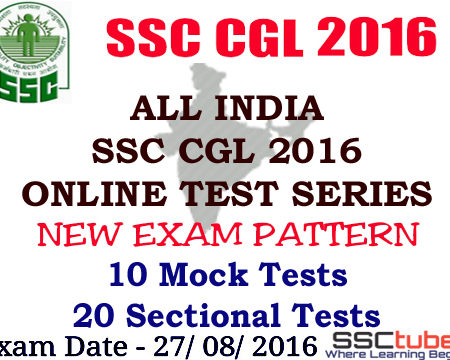 SSC CGL 2016
SSC
ALL INDIA
SSC CGL 2016
ONLINE TEST SERIES
NEW EXAM PATTERN
10 Mock Tests
20 Sectional Tests
xam Date - 27/ 08/ 2016
SSCtube
Where Learning Beg